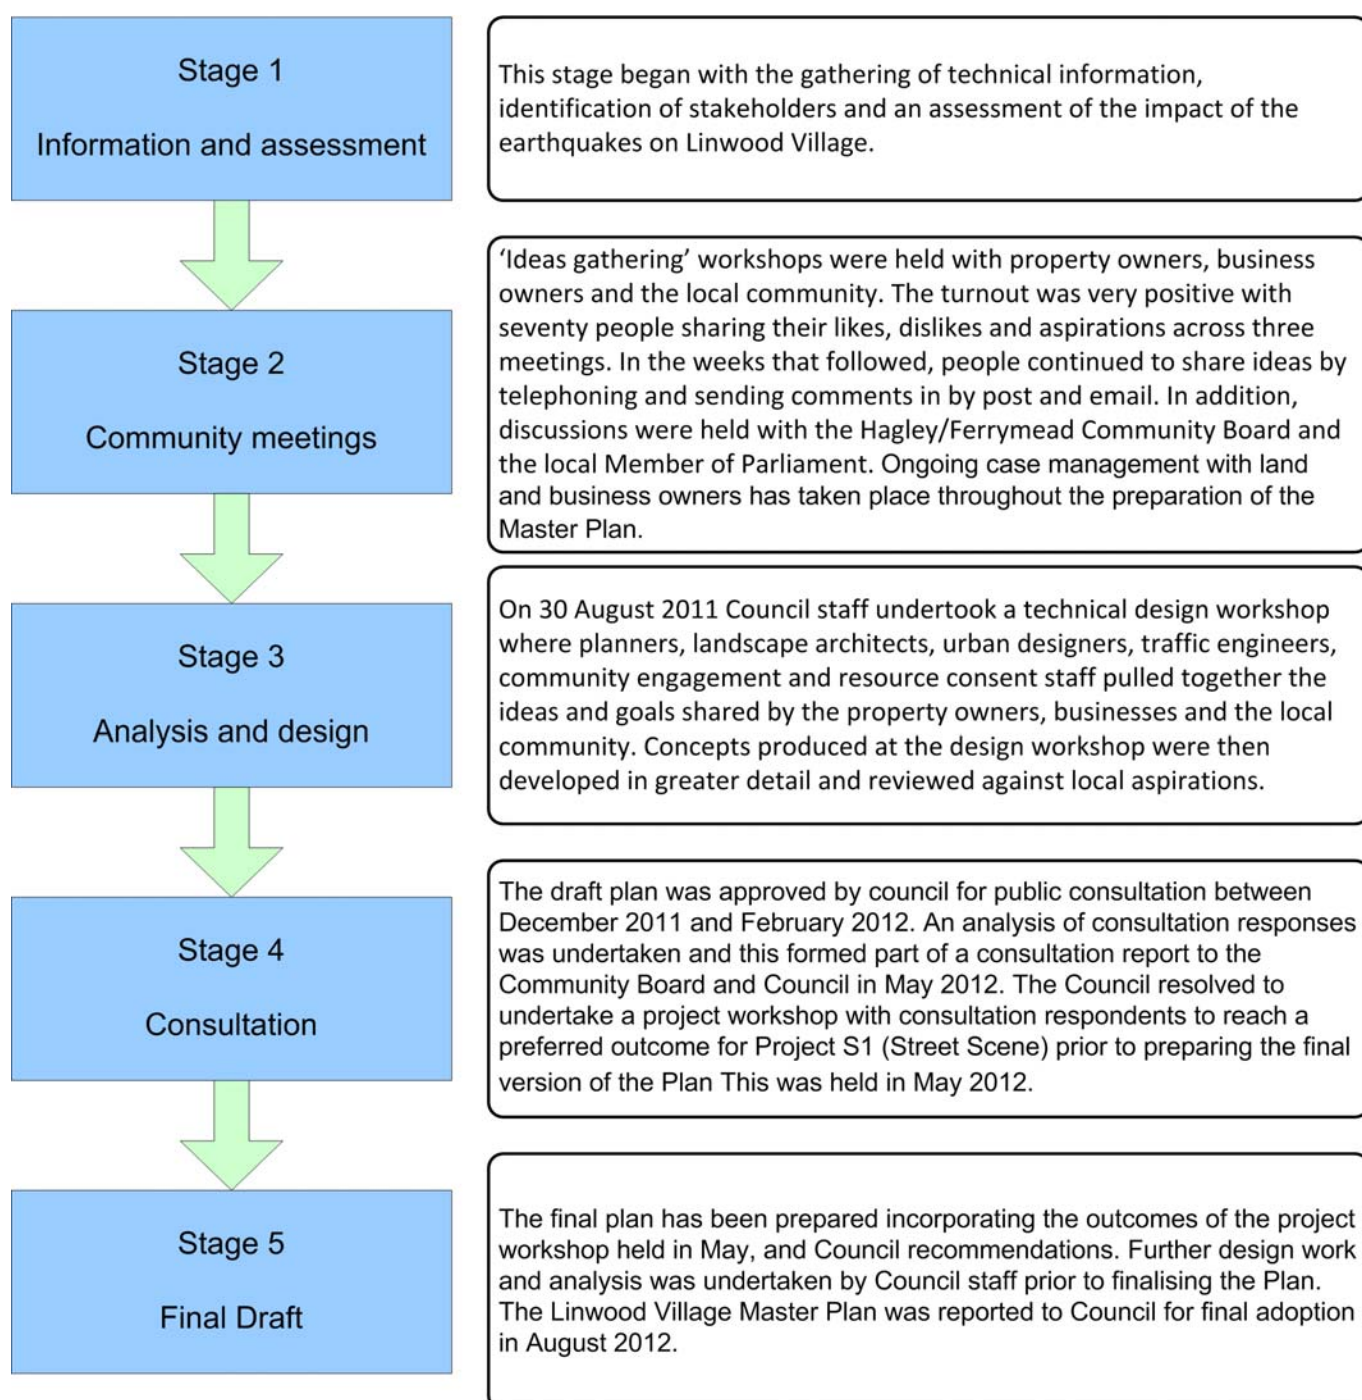 Stage 1
Information and assessment
This stage began with the gathering of technical information,
identification of stakeholders and an assessment of the impact of the
earthquakes on Linwood Village.
Stage 2
Community meetings
‘Ideas gathering’ workshops were held with property owners, business
owners and the local community. The turnout was very positive with
seventy people sharing their likes, dislikes and aspirations across three
meetings. In the weeks that followed, people continued to share ideas by
telephoning and sending comments in by post and email. In addition,
discussions were held with the Hagley/Ferrymead Community Board and
the local Member of Parliament. Ongoing case management with land
and business owners has taken place throughout the preparation of the
Master Plan.
Stage 3
Analysis and design
On 30 August 2011 Council staff undertook a technical design workshop
where planners, landscape architects, urban designers, traffic engineers,
community engagement and resource consent staff pulled together the
ideas and goals shared by the property owners, businesses and the local
community. Concepts produced at the design workshop were then
developed in greater detail and reviewed against local aspirations.
Stage 4
Consultation
The draft plan was approved by council for public consultation between
December 2011 and February 2012. An analysis of consultation responses
was undertaken and this formed part of a consultation report to the
Community Board and Council in May 2012. The Council resolved to
undertake a project workshop with consultation respondents to reach a
preferred outcome for Project S1 (Street Scene) prior to preparing the final
version of the Plan This was held in May 2012.
Stage 5
Final Draft
The final plan has been prepared incorporating the outcomes of the project
workshop held in May, and Council recommendations. Further design work
and analysis was undertaken by Council staff prior to finalising the Plan.
The Linwood Village Master Plan was reported to Council for final adoption
in August 2012.